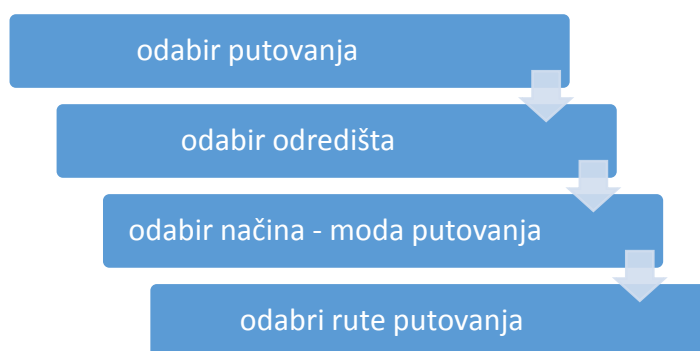 odabir putovanja
odabir odredišta
odabir načina - moda putovanja
odabri rute putovanja